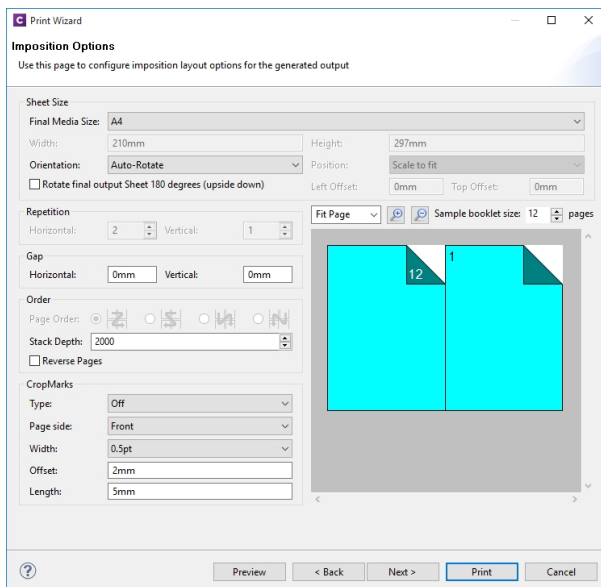 Print Wizard
Imposition Options
Use this page to configure imposition layout options for the generated output
Sheet Size
Final Media Size: A4
Width: 210mm Height: 297mm
Orientation: Auto-Rotate Position: Scale to fit
Rotate final output Sheet 180 degrees (upside down) Left Offset: 0mm Top Offset: 0mm
Repetition
Horizontal: 2 Vertical: 1
Fit Page Sample booklet size: 12 pages
Gap
Horizontal: 0mm Vertical: 0mm
12 1
Order
Page Order:
Stack Depth: 2000
Reverse Pages
CropMarks
Type: Off
Page side: Front
Width: 0.5pt
Offset: 2mm
Length: 5mm
? Preview < Back Next > Print Cancel